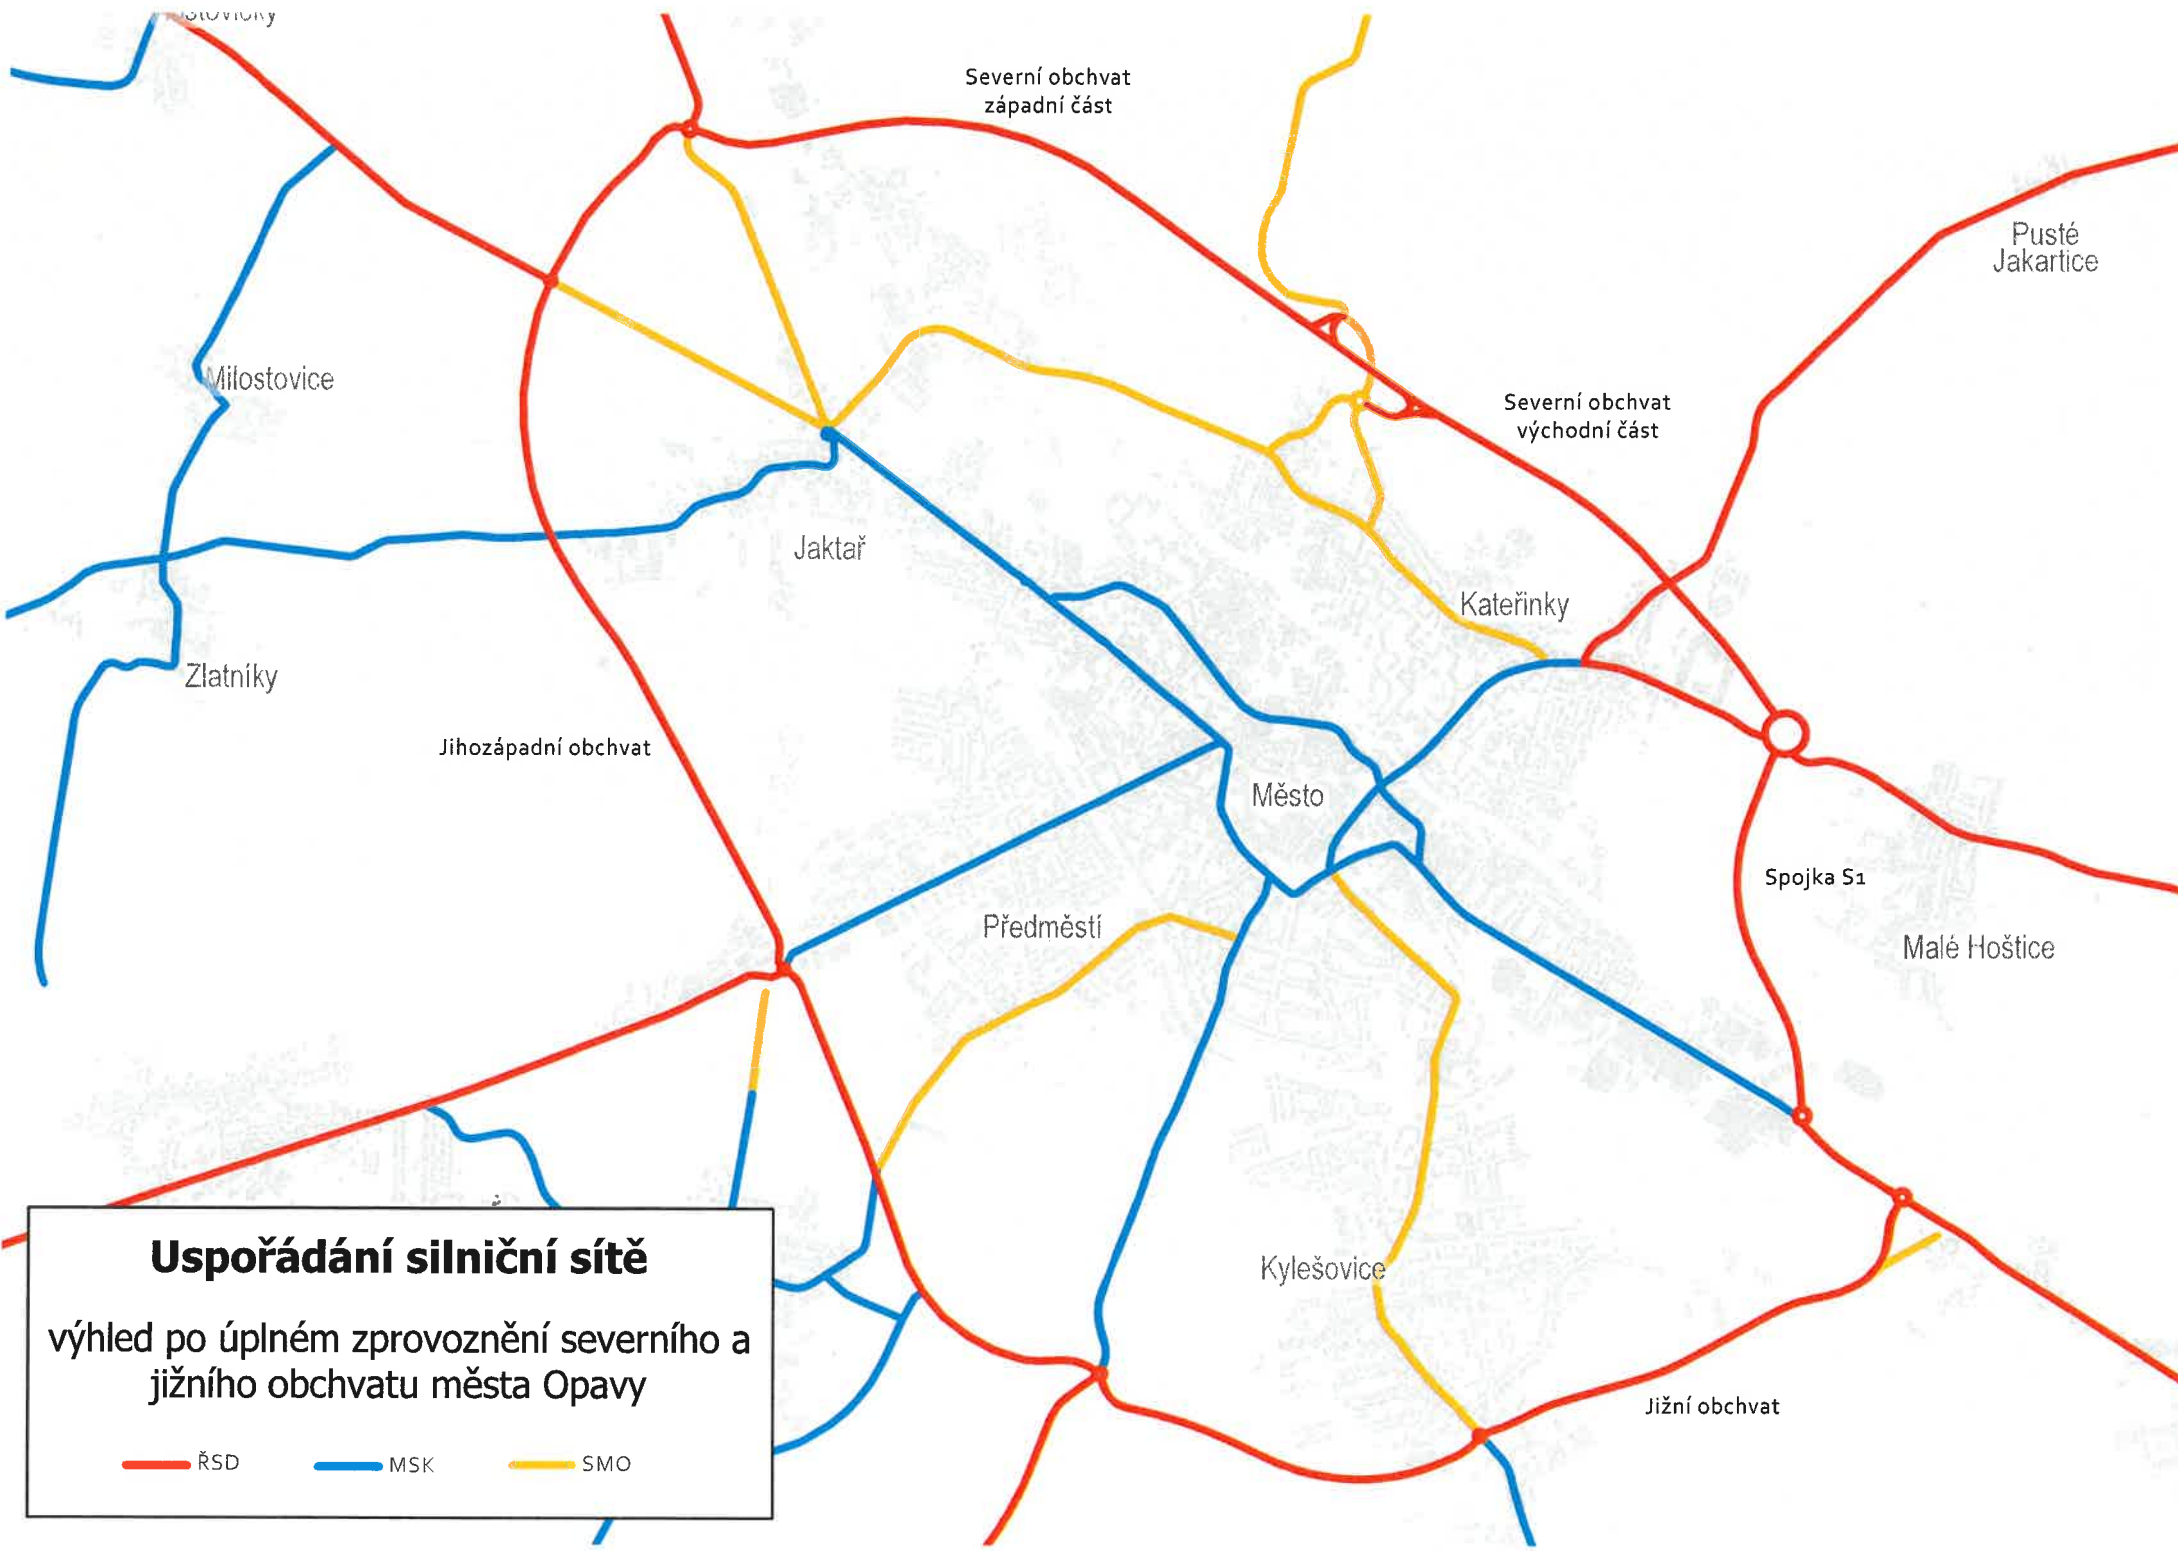 Severní obchvat
západní část
Pusté
Jakartice
Milostovice
Severní obchvat
východní část
Jaktař
Kateřinky
Zlatníky
Jihozápadní obchvat
Město
Spojka S1
Předměstí
Malé Hoštice
Kylešovice
Jižní obchvat
Uspořádání silniční sítě
výhled po úplném zprovoznění severního a
jižního obchvatu města Opavy
ŘSD
MSK
SMO